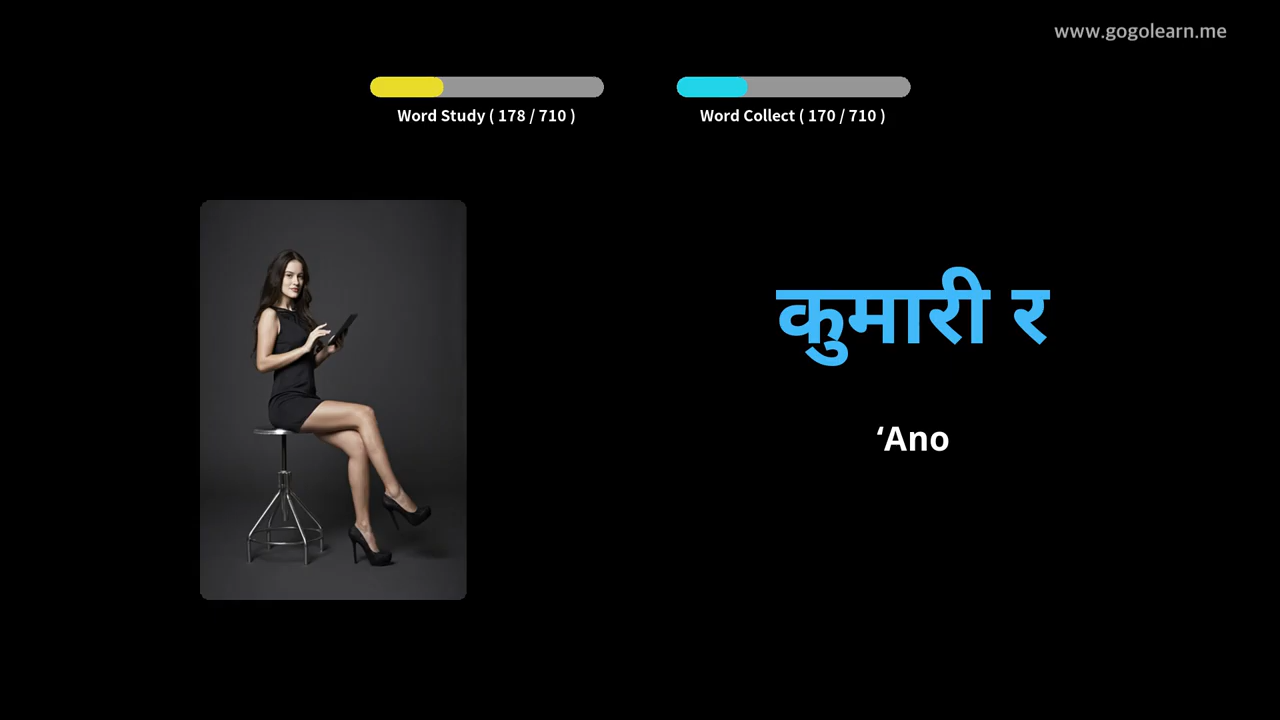 www.gogolearn.me
Word Study ( 178 / 710 )
Word Collect ( 170 / 710 )
कुमारी र
‘Ano